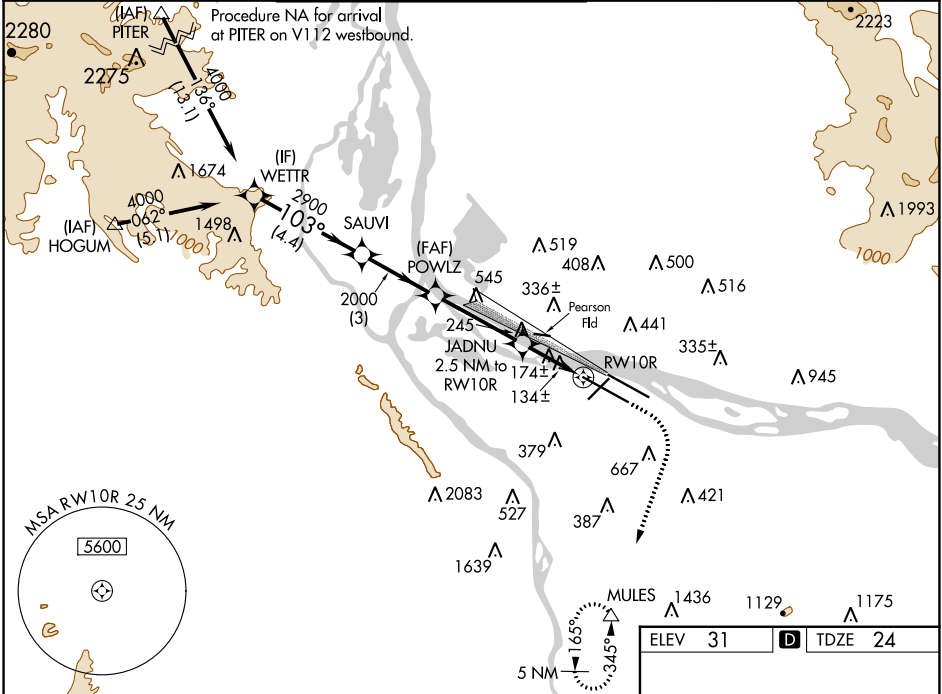 (IAF)
PITER
Procedure NA for arrival
at PITER on V112 westbound.
2280
2275
2223
4000
136°
(13.1)
1674
(IF)
WETTR
4000
062°
(5.1)
(IAF)
HOGUM
1498
1000
2900
103°
(4.4)
SAUVI
2000
(3)
(FAF)
POWLZ
545
519
408
500
516
336±
Pearson
Fld
441
335±
945
1993
1000
245
JADNU
2.5 NM to
RW10R
174±
134±
RW10R
379
667
421
387
2083
527
1639
MSA RW10R 25 NM
5600
MULES
1436
1129
1175
165°
345°
5 NM
ELEV 31
D
TDZE 24